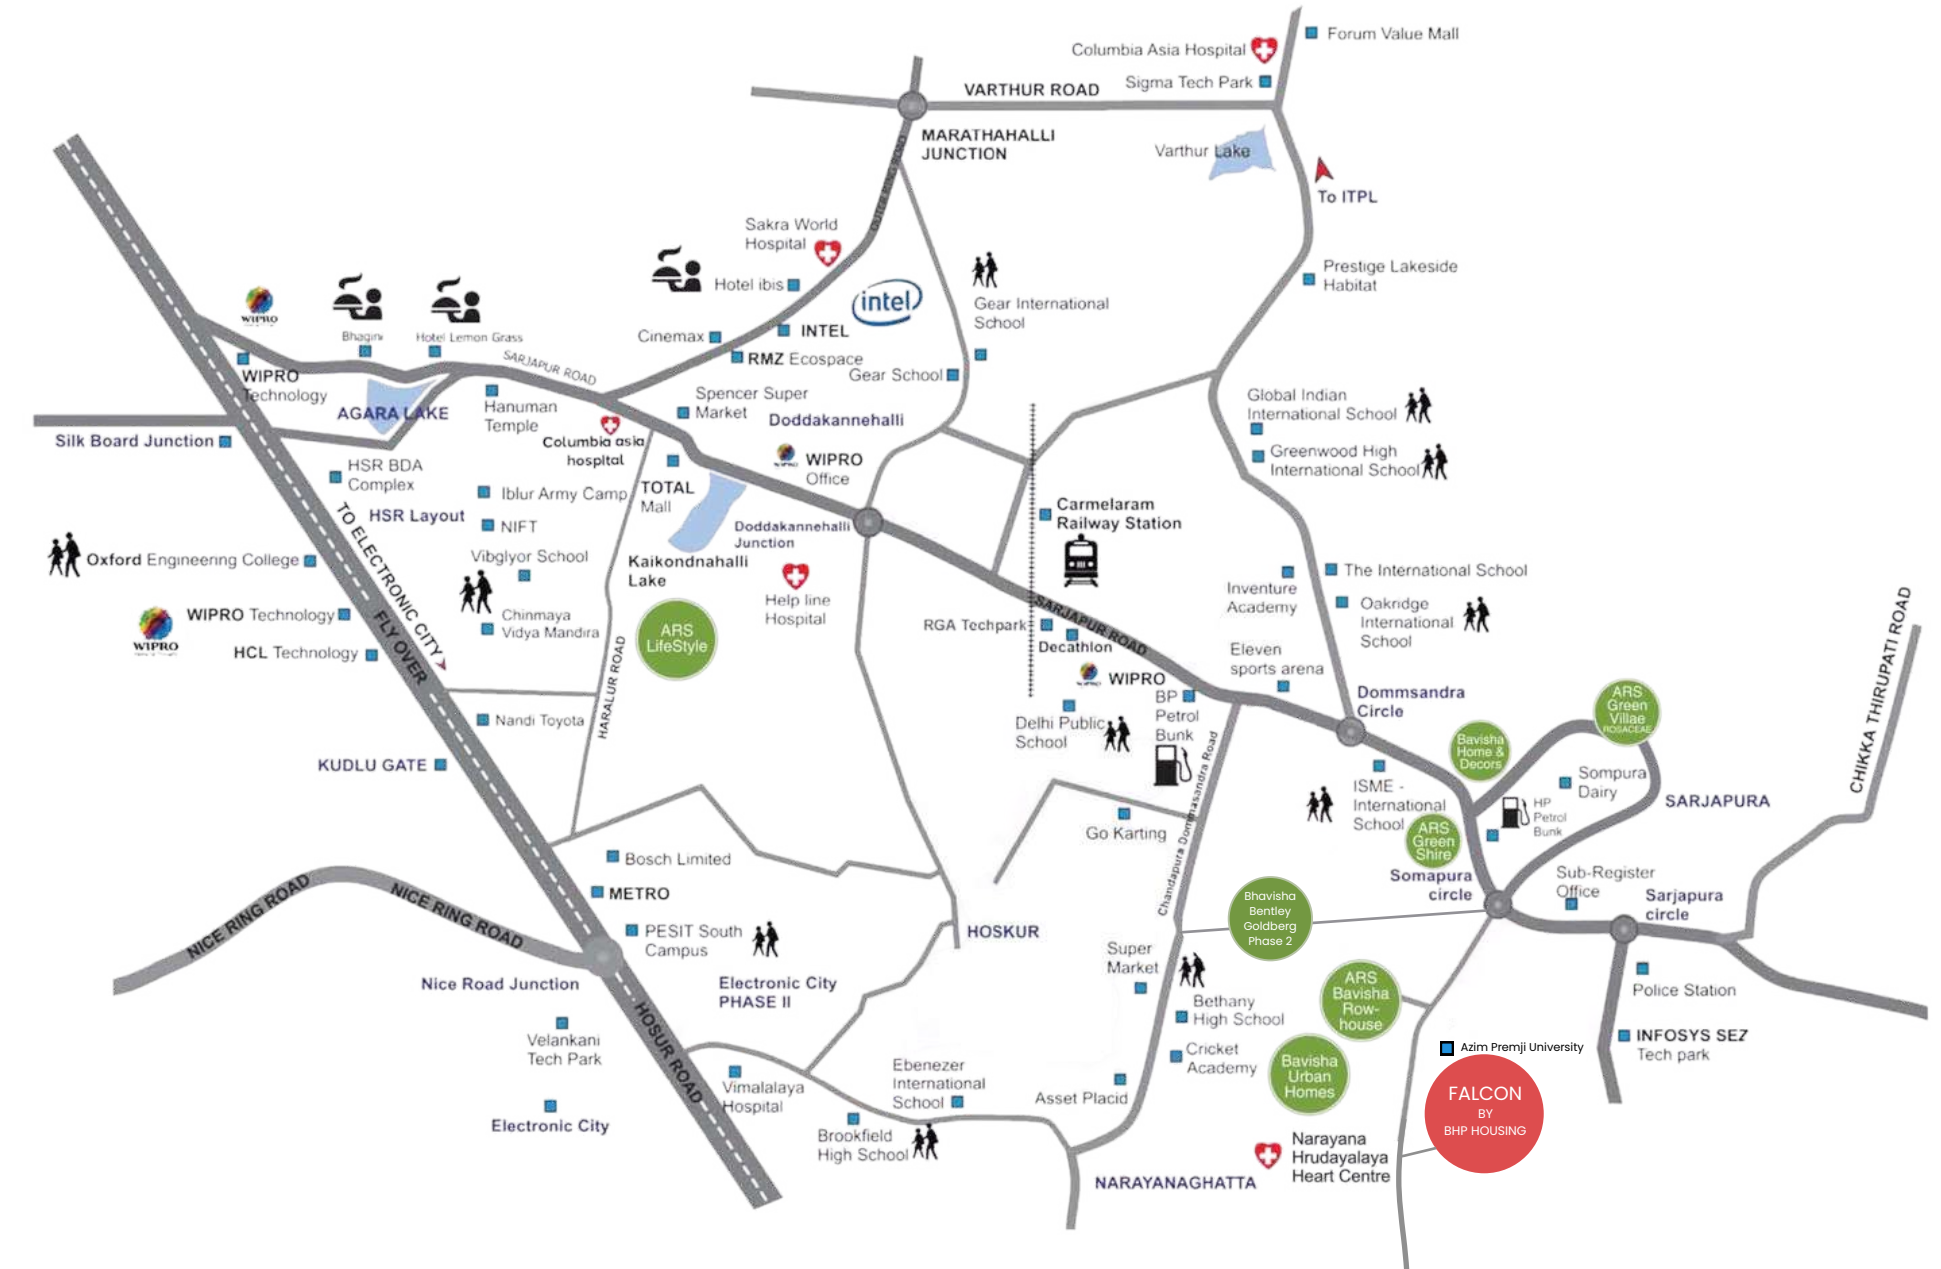 Forum Value Mall
Columbia Asia Hospital
Sigma Tech Park
VARTHUR ROAD
MARATHAHALLI
JUNCTION
Varthur Lake
To ITPL
OUTER RING ROAD
Sakra World
Hospital
Hotel ibis
intel
Gear International
School
Prestige Lakeside
Habitat
WIPRO
Bhagini
Hotel Lemon Grass
Cinemax
INTEL
RMZ Ecospace
Gear School
SARJAPUR ROAD
WIPRO
Technology
AGARA LAKE
Hanuman
Temple
Spencer Super
Market
Doddakannehalli
Global Indian
International School
Greenwood High
International School
Silk Board Junction
Columbia asia
hospital
HSR BDA
Complex
WIPRO
WIPRO
Office
Iblur Army Camp
TOTAL
Mall
HSR Layout
NIFT
Doddakannehalli
Junction
Carmelaram
Railway Station
TO ELECTRONIC CITY
FLY OVER
Oxford Engineering College
Vibglyor School
Kaikondnahalli
Lake
Help line
Hospital
Inventure
Academy
The International School
Oakridge
International
School
WIPRO
WIPRO Technology
HCL Technology
Chinmaya
Vidya Mandira
ARS
LifeStyle
HARALUR ROAD
RGA Techpark
SARJAPUR ROAD
Decathlon
WIPRO
WIPRO
Eleven
sports arena
BP
Petrol
Bunk
Delhi Public
School
Dommsandra
Circle
ARS
Green
Villae
ROSACEAE
CHIKKA THIRUPATI ROAD
Nandi Toyota
KUDLU GATE
Bavisha
Home &
Decors
Sompura
Dairy
SARJAPURA
ISME -
International
School
HP
Petrol
Bunk
Chandapura Dommasandra Road
Go Karting
ARS
Green
Shire
Bosch Limited
METRO
Somapura
circle
Sub-Register
Office
Sarjapura
circle
NICE RING ROAD
NICE RING ROAD
PESIT South
Campus
HOSKUR
Bhavisha
Bentley
Goldberg
Phase 2
Nice Road Junction
Electronic City
PHASE II
Super
Market
Bethany
High School
ARS
Bavisha
Row-
house
Police Station
HOSUR ROAD
Velankani
Tech Park
INFOSYS SEZ
Tech park
Azim Premji University
Cricket
Academy
Bavisha
Urban
Homes
Vimalalaya
Hospital
Ebenezer
International
School
Asset Placid
FALCON
BY
BHP HOUSING
Electronic City
Brookfield
High School
Narayana
Hrudayalaya
Heart Centre
NARAYANAGHATTA